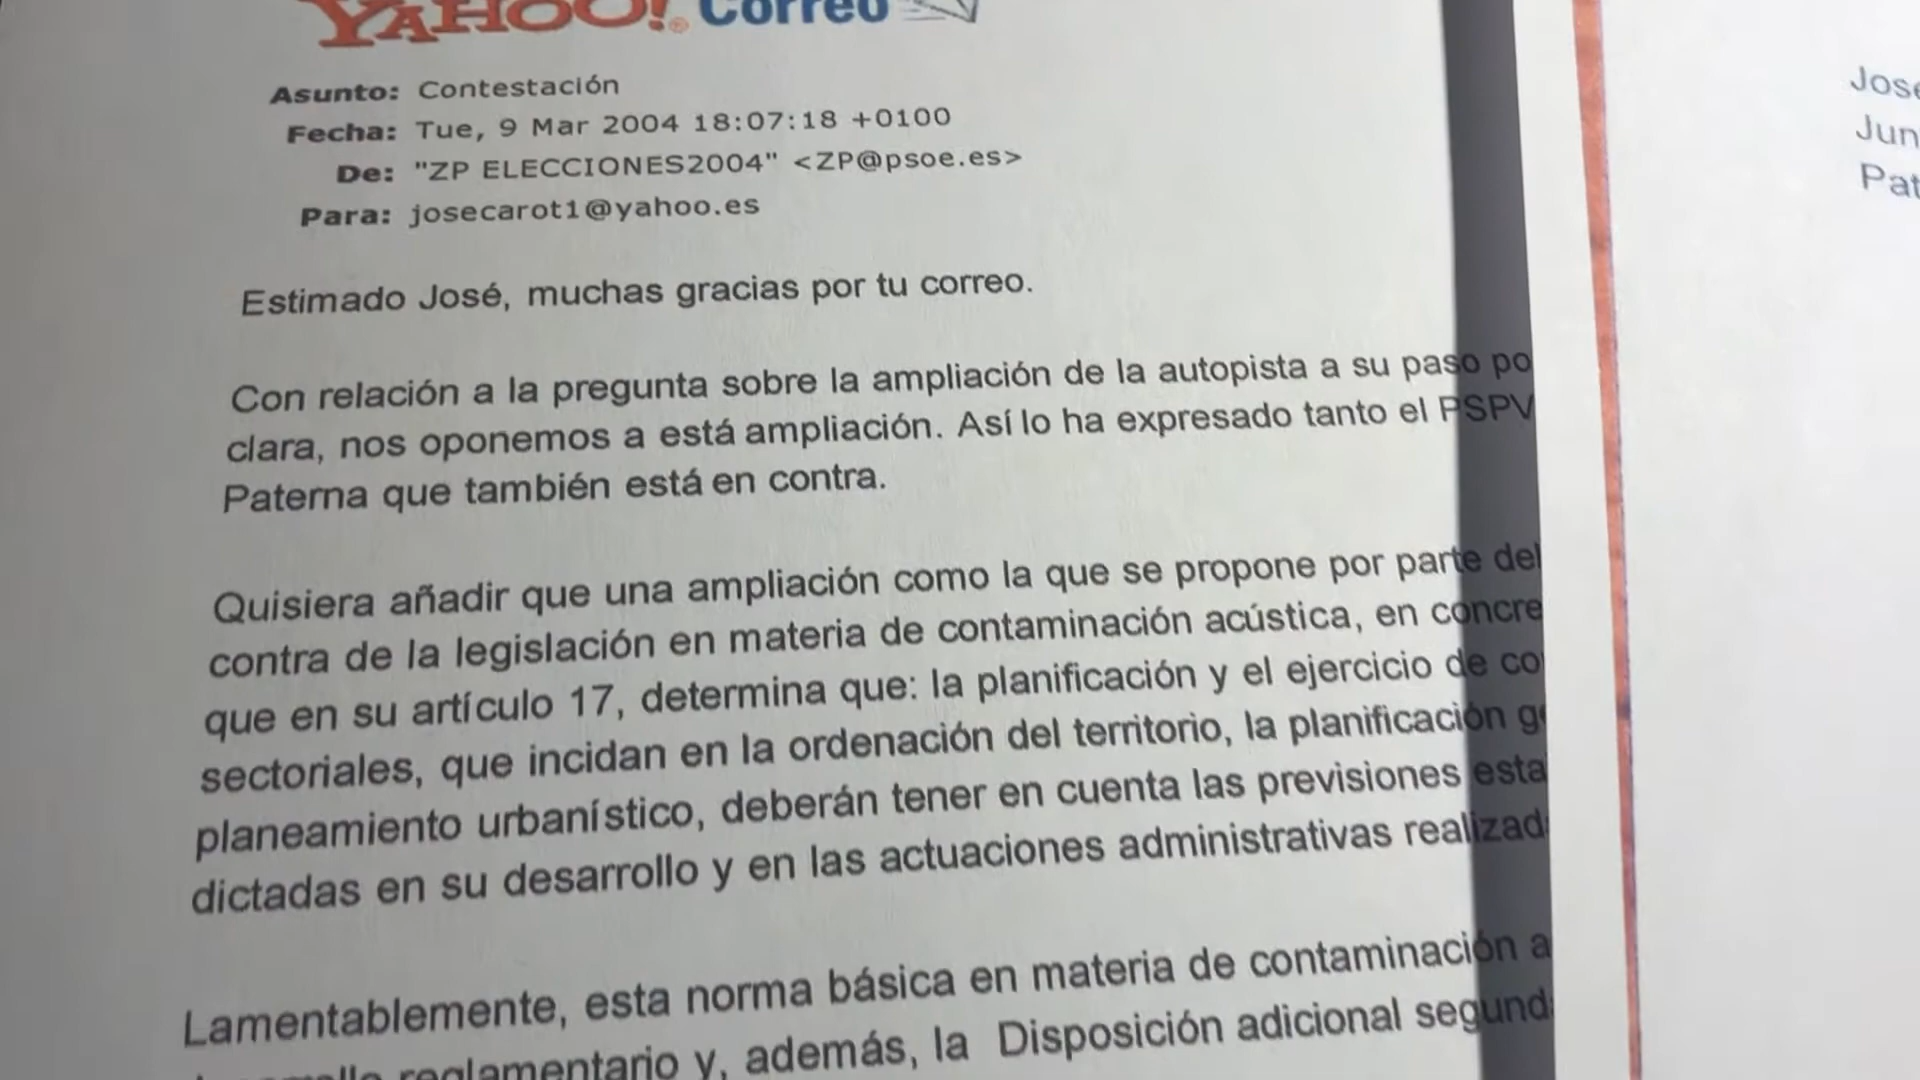 YAHOO!® Correo
Asunto: Contestación
Fecha: Tue, 9 Mar 2004 18:07:18 +0100
De: "ZP ELECCIONES2004" <ZP@psoe.es>
Para: josecarot1@yahoo.es
Estimado José, muchas gracias por tu correo.
Con relación a la pregunta sobre la ampliación de la autopista a su paso po
clara, nos oponemos a está ampliación. Así lo ha expresado tanto el PSPV
Paterna que también está en contra.
Quisiera añadir que una ampliación como la que se propone por parte del
contra de la legislación en materia de contaminación acústica, en concre
que en su artículo 17, determina que: la planificación y el ejercicio de co
sectoriales, que incidan en la ordenación del territorio, la planificación g
planeamiento urbanístico, deberán tener en cuenta las previsiones esta
dictadas en su desarrollo y en las actuaciones administrativas realizad
Lamentablemente, esta norma básica en materia de contaminación a
reglamentario y, además, la Disposición adicional segund
Jose
Jun
Pat